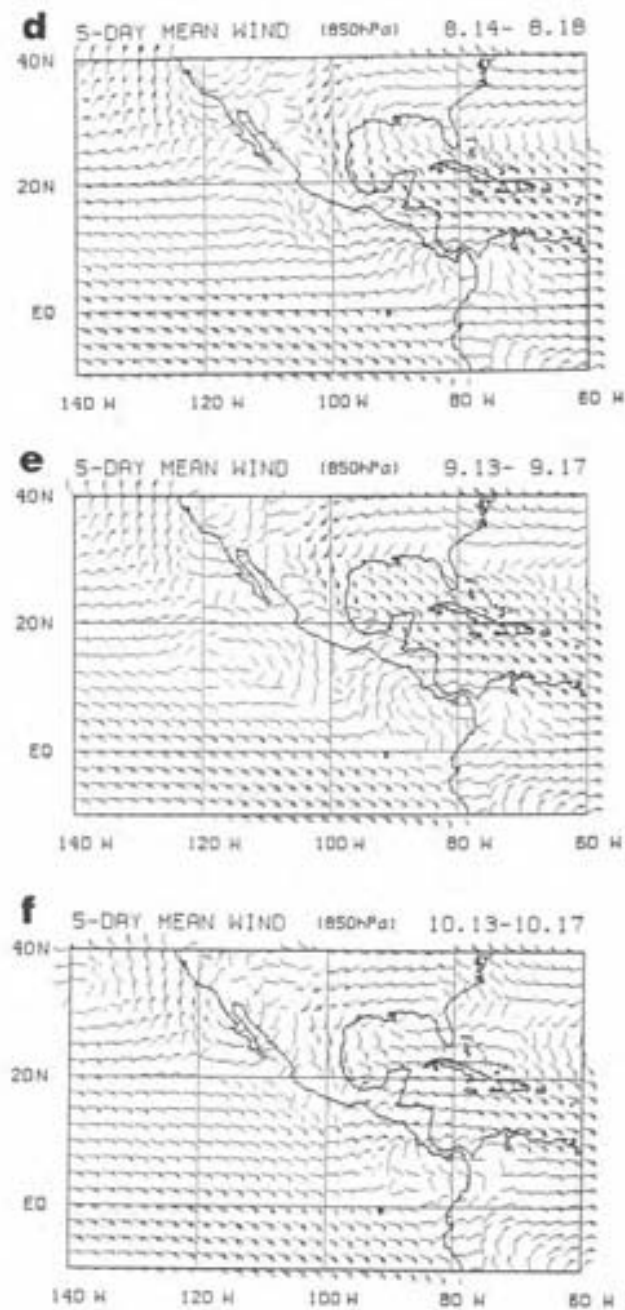 d 5-DAY MEAN WIND (850hPa) 8.14- 8.18
40N
20N
EQ
140 W 120 W 100 W 80 W 60 W
e 5-DAY MEAN WIND (850hPa) 9.13- 9.17
40N
20N
EQ
140 W 120 W 100 W 80 W 60 W
f 5-DAY MEAN WIND (850hPa) 10.13-10.17
40N
20N
EQ
140 W 120 W 100 W 80 W 60 W